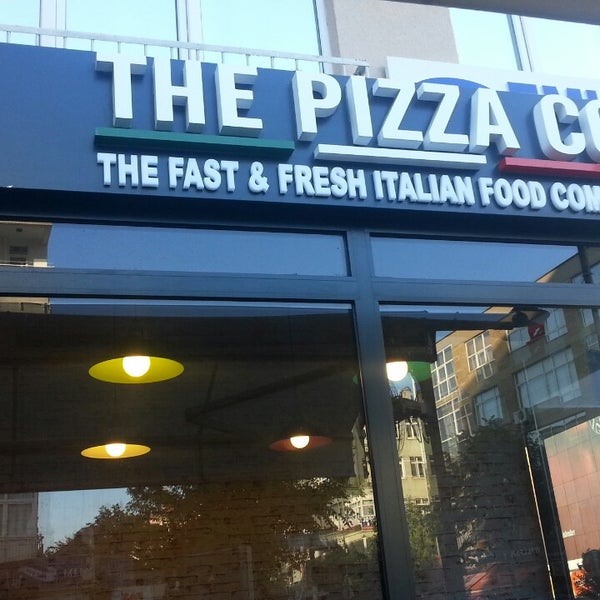 THE PIZZA CO
THE FAST & FRESH ITALIAN FOOD COM